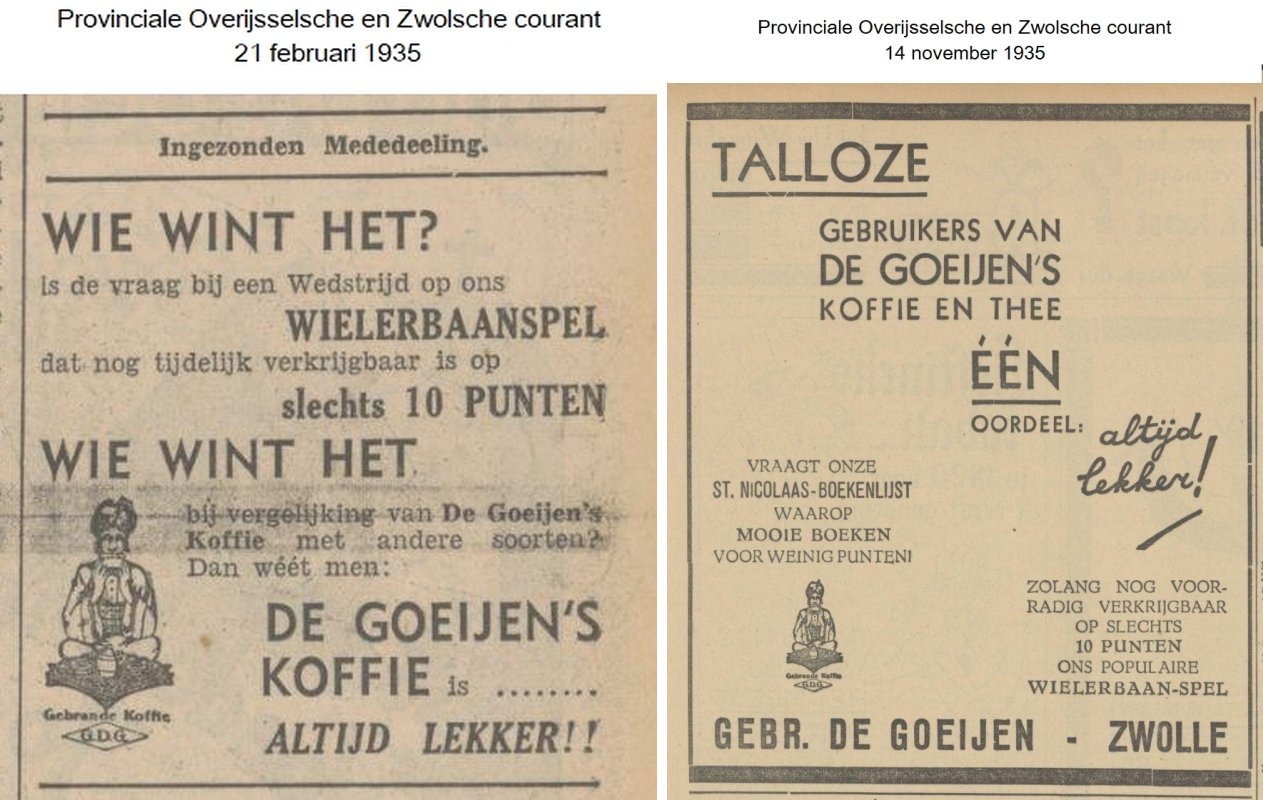 Provinciale Overijsselsche en Zwolsche courant
21 februari 1935
Ingezonden Mededeeling.
WIE WINT HET?
is de vraag bij een Wedstrijd op ons
WIELERBAANSPEL
dat nog tijdelijk verkrijgbaar is op
slechts 10 PUNTEN
WIE WINT HET
bij vergelijking van De Goeijen's
Koffie met andere soorten?
Dan wéét men:
DE GOEIJEN'S
KOFFIE is ........
ALTIJD LEKKER!!
Gebrande Koffie
G.D.G.
Provinciale Overijsselsche en Zwolsche courant
14 november 1935
TALLOZE
GEBRUIKERS VAN
DE GOEIJEN'S
KOFFIE EN THEE
ÉÉN
OORDEEL:
altijd
lekker!
VRAAGT ONZE
ST. NICOLAAS-BOEKENLIJST
WAAROP
MOOIE BOEKEN
VOOR WEINIG PUNTEN!
Gebrande Koffie
G.D.G.
ZOLANG NOG VOOR-
RADIG VERKRIJGBAAR
OP SLECHTS
10 PUNTEN
ONS POPULAIRE
WIELERBAAN-SPEL
GEBR. DE GOEIJEN - ZWOLLE